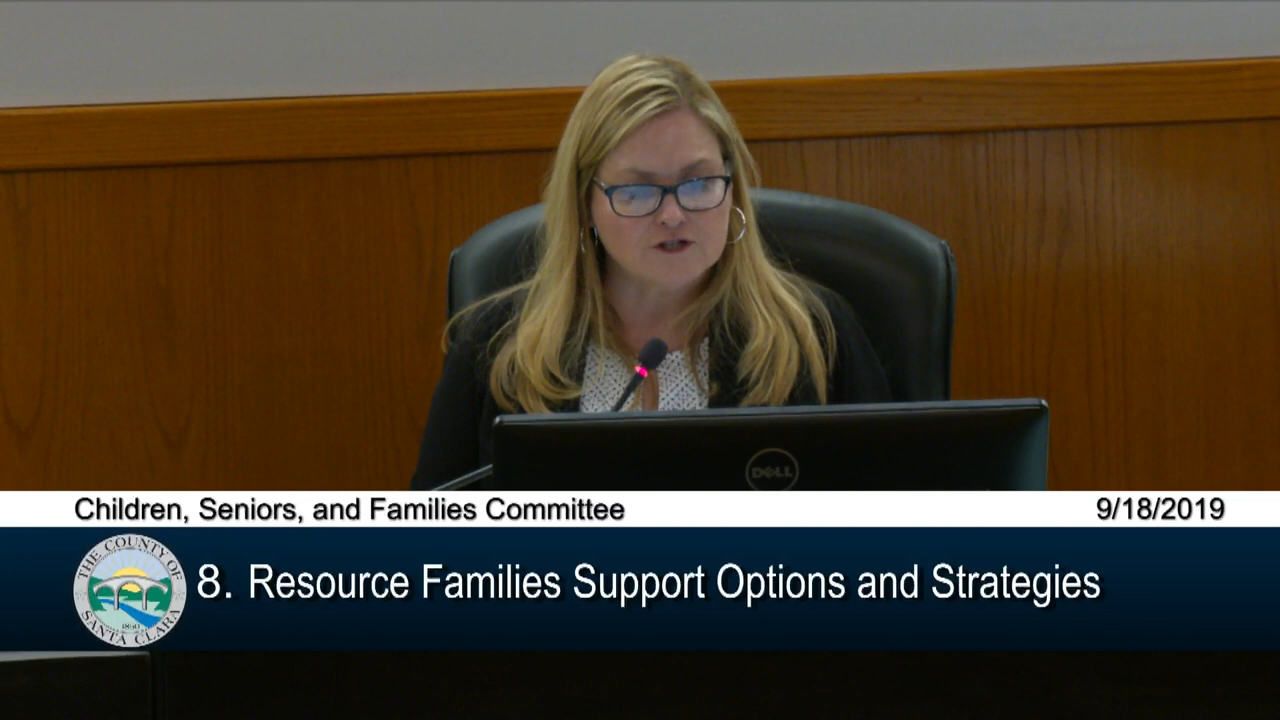 DELL
Children, Seniors, and Families Committee 9/18/2019
THE COUNTY OF
SANTA CLARA
1850
8. Resource Families Support Options and Strategies